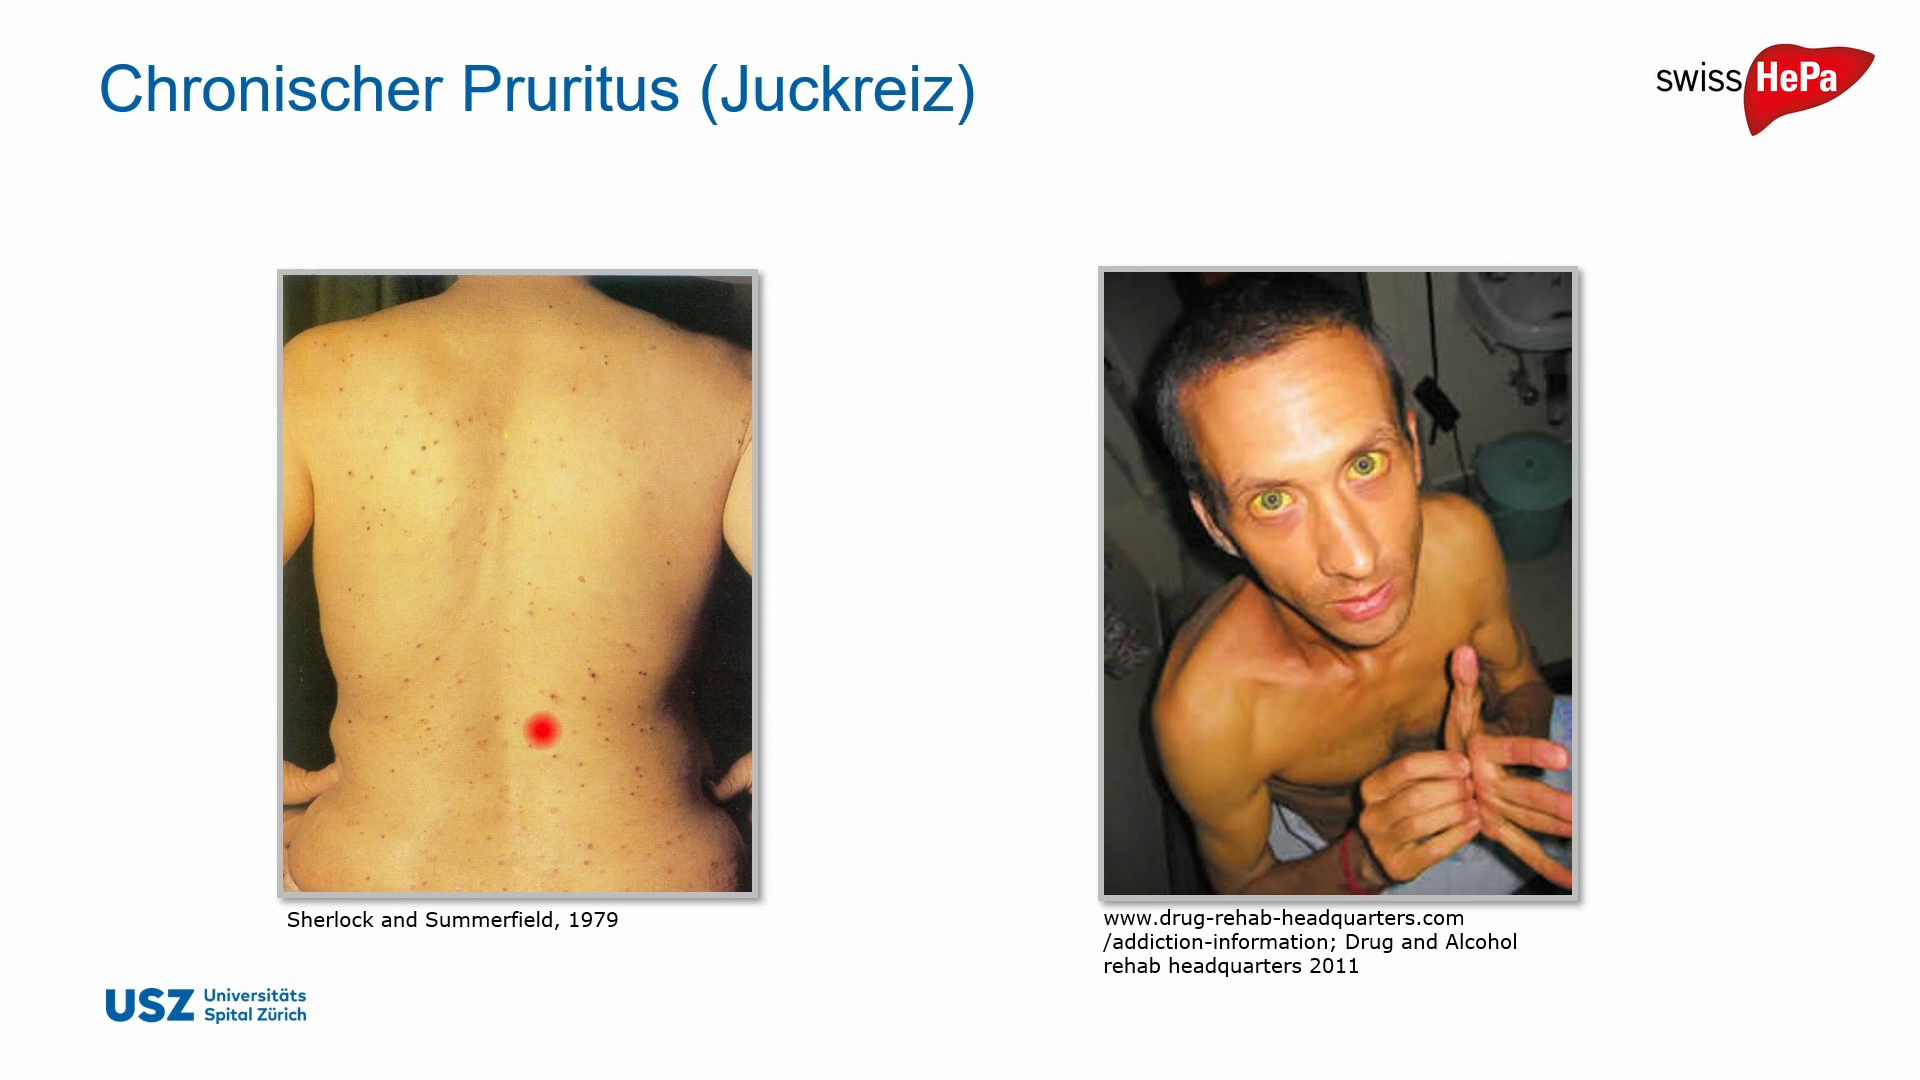 Chronischer Pruritus (Juckreiz)
swiss HePa
Sherlock and Summerfield, 1979
www.drug-rehab-headquarters.com
/addiction-information; Drug and Alcohol
rehab headquarters 2011
USZ Universitäts
Spital Zürich